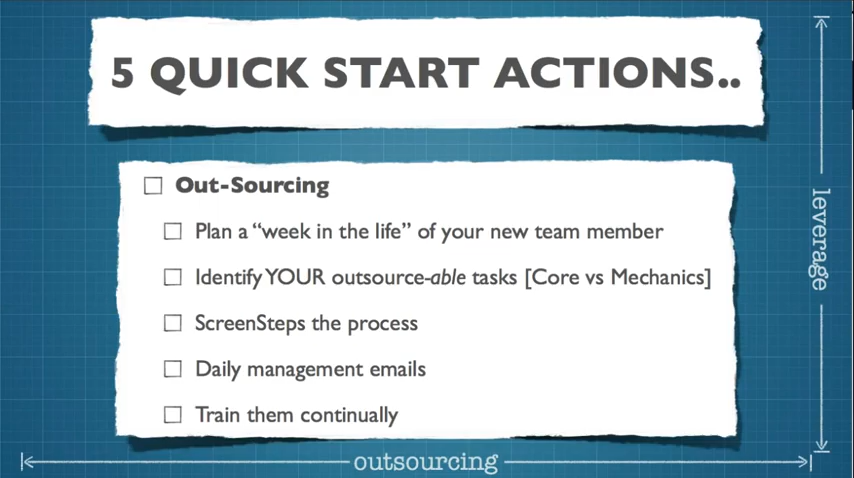 5 QUICK START ACTIONS..
Out-Sourcing
Plan a “week in the life” of your new team member
Identify YOUR outsource-able tasks [Core vs Mechanics]
ScreenSteps the process
Daily management emails
Train them continually
leverage
outsourcing